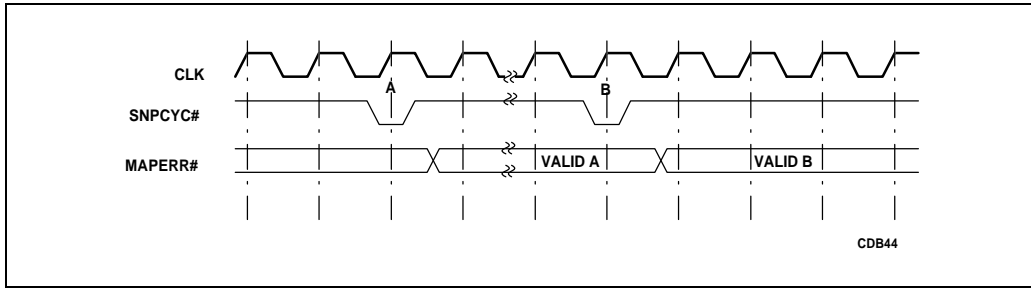 CLK
A
B
SNPCYC#
MAPERR#
VALID A
VALID B
CDB44